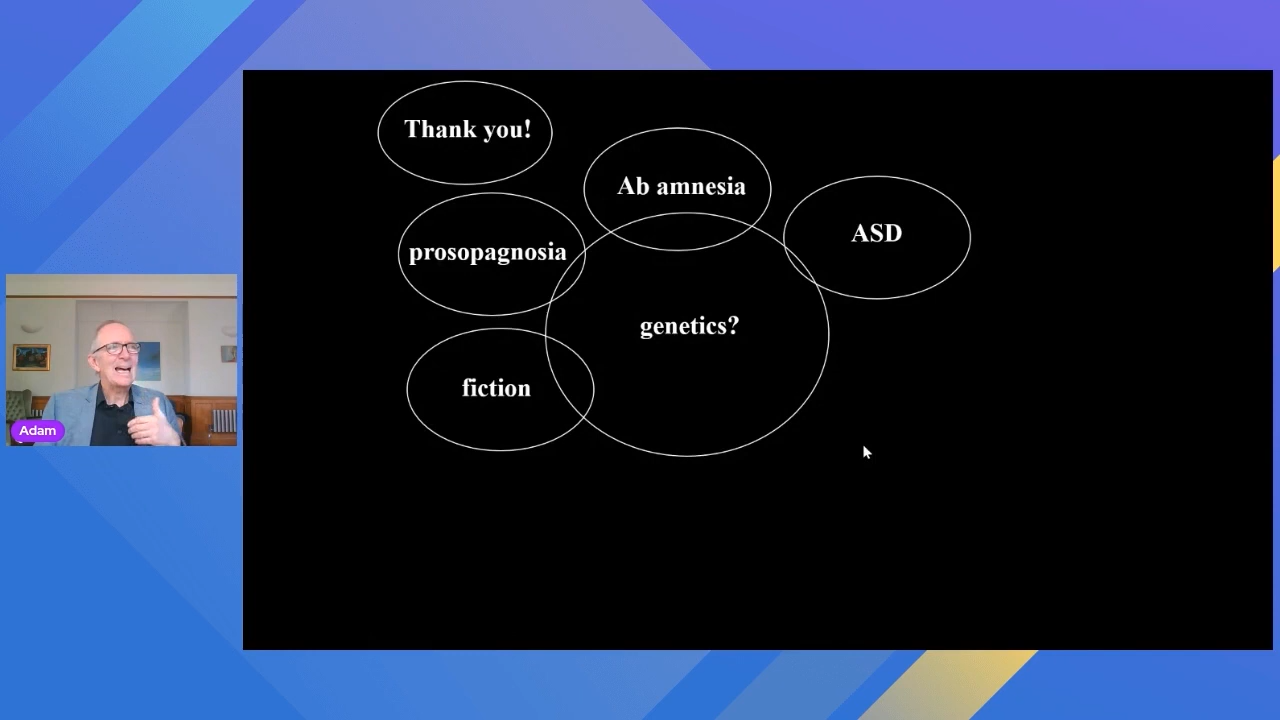 Thank you!
Ab amnesia
ASD
prosopagnosia
genetics?
fiction
Adam